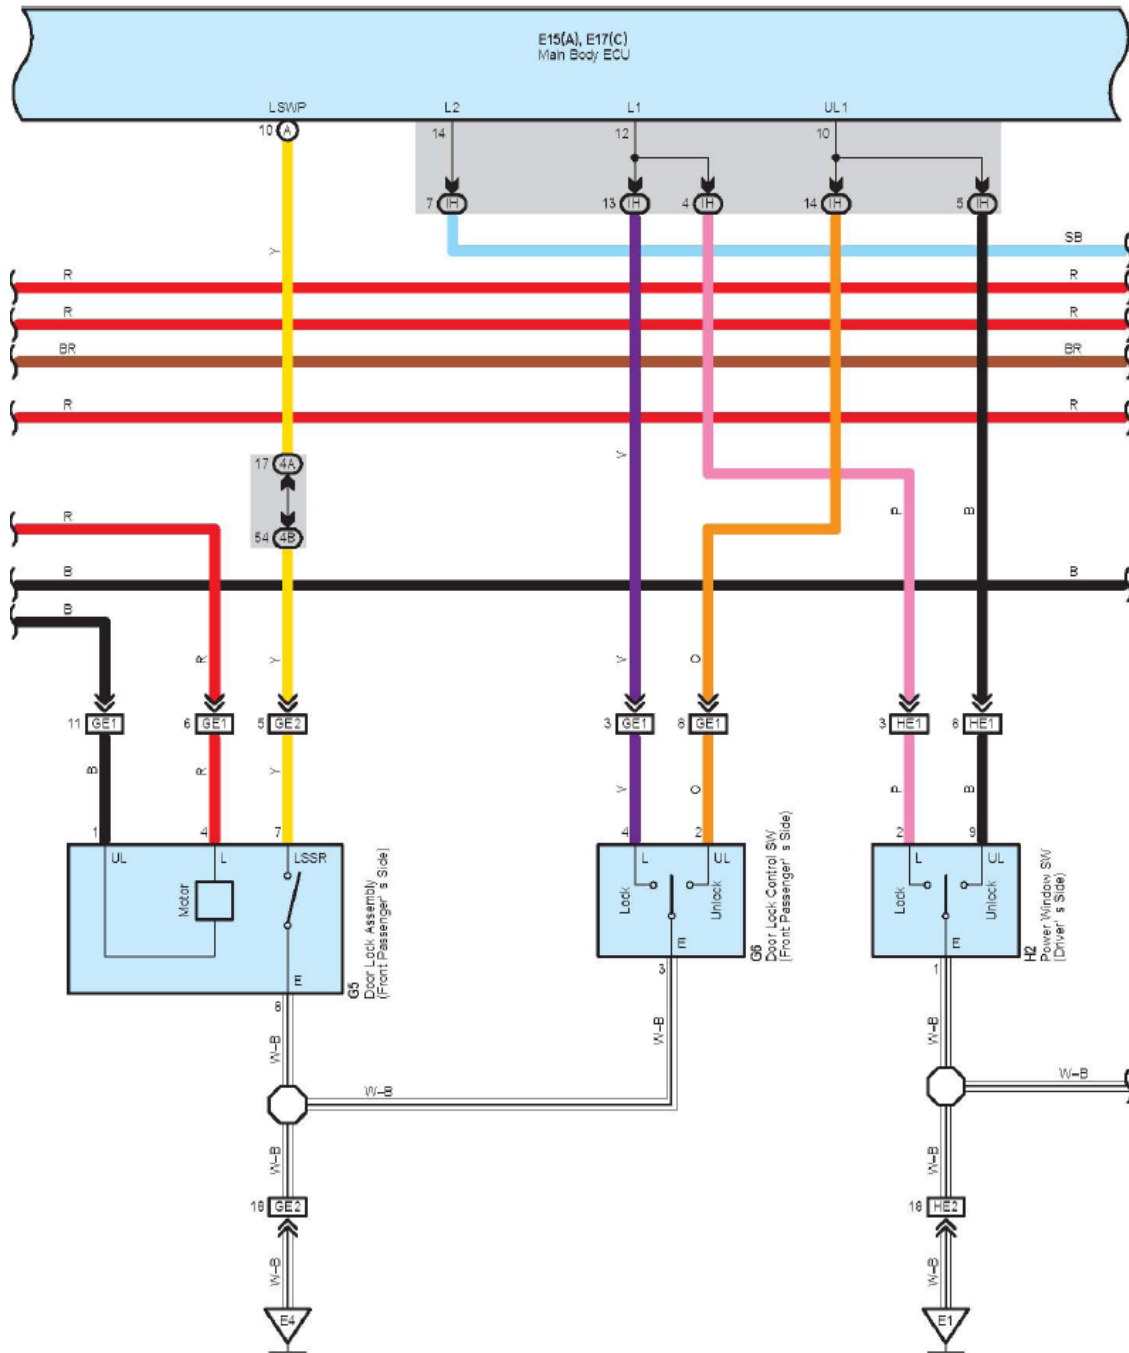 E15(A), E17(C)
Main Body ECU
LSWP
L2
L1
UL1
10 A
14
12
10
7 IH
13 IH
4 IH
14 IH
5 IH
Y
SB
R
R
R
R
BR
BR
R
R
V
17 4A
P
B
R
54 4B
B
B
B
R
Y
V
O
11 GE1
6 GE1
5 GE2
3 GE1
8 GE1
3 HE1
6 HE1
B
R
Y
V
O
P
B
1
4
7
4
2
2
9
UL
L
LSSR
L
UL
L
UL
Motor
Lock
Unlock
Lock
Unlock
E
E
E
G5
Door Lock Assembly
(Front Passenger's Side)
G6
Door Lock Control SW
(Front Passenger's Side)
H2
Power Window SW
(Driver's Side)
8
3
1
W-B
W-B
W-B
W-B
W-B
W-B
W-B
18 GE2
18 HE2
W-B
W-B
E4
E1